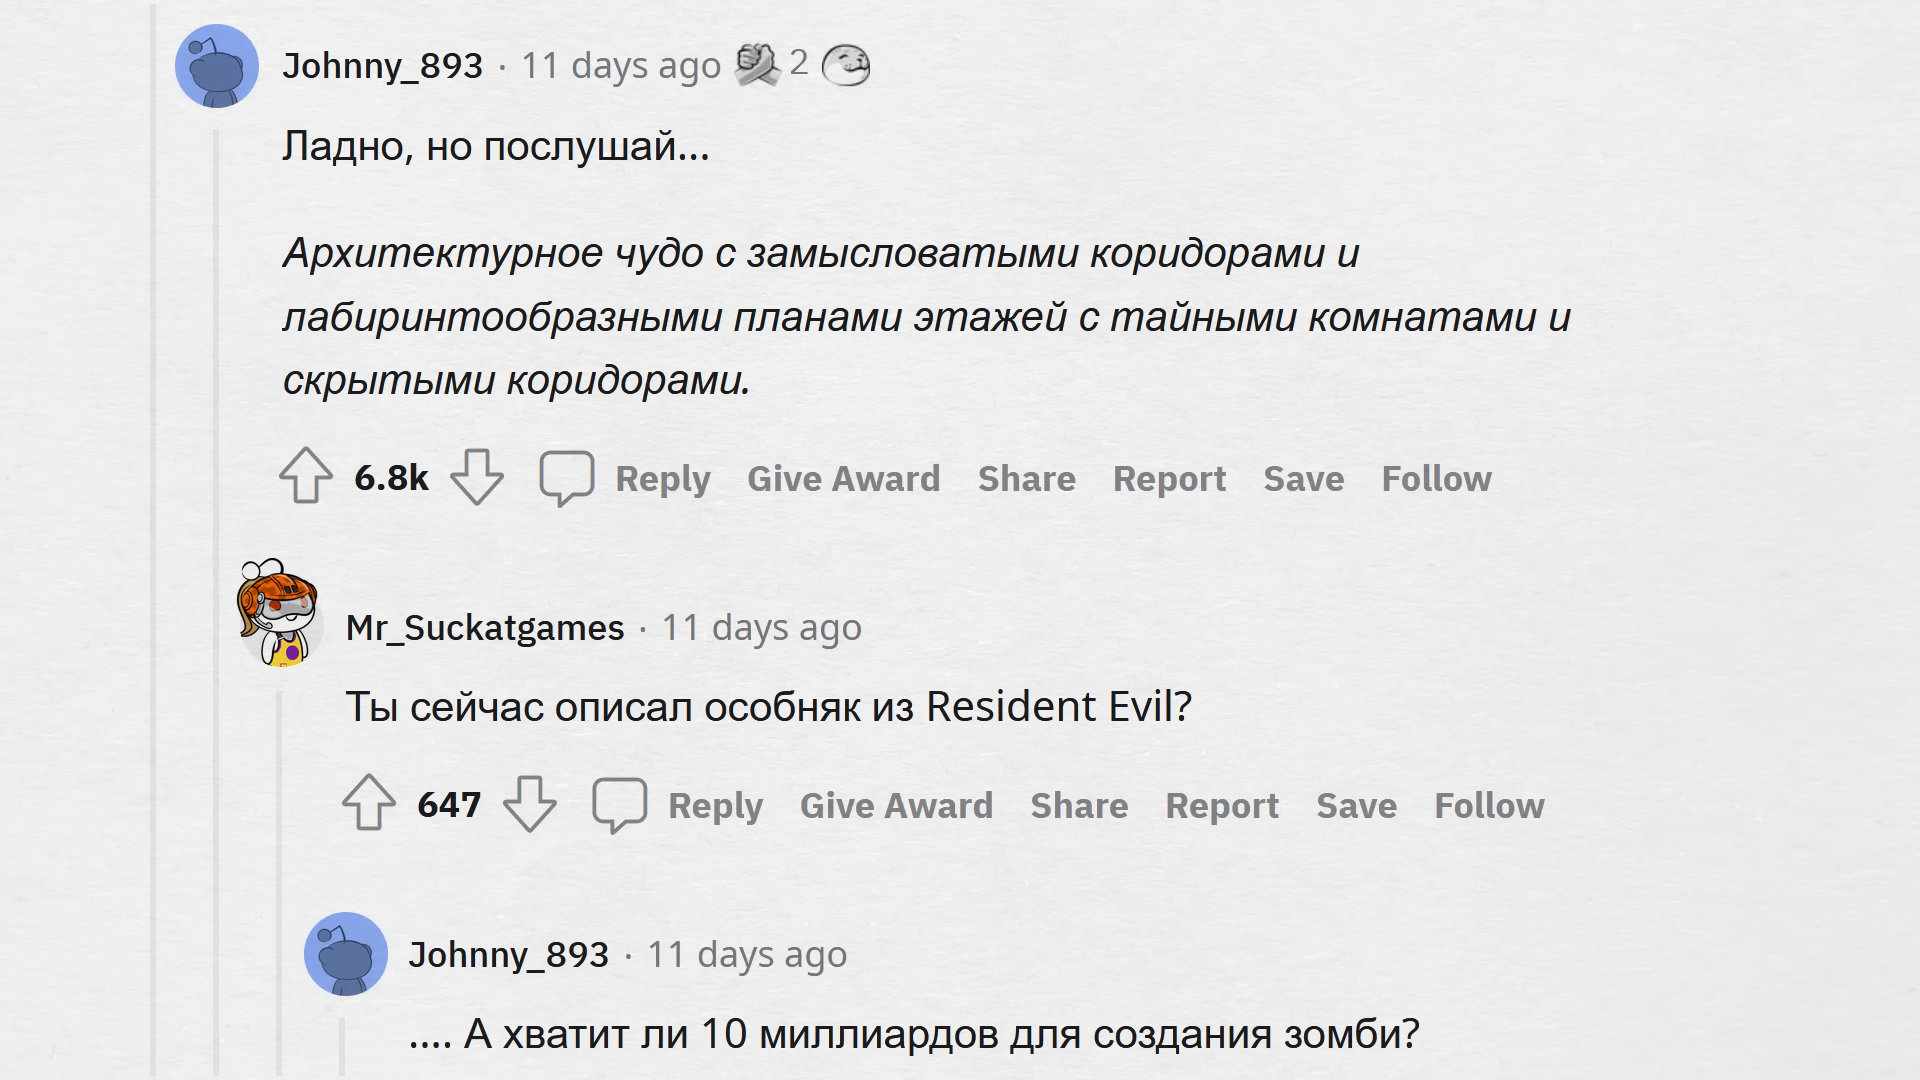 Johnny_893 · 11 days ago 2
Ладно, но послушай...
Архитектурное чудо с замысловатыми коридорами и
лабиринтообразными планами этажей с тайными комнатами и
скрытыми коридорами.
6.8k Reply Give Award Share Report Save Follow
Mr_Suckatgames · 11 days ago
Ты сейчас описал особняк из Resident Evil?
647 Reply Give Award Share Report Save Follow
Johnny_893 · 11 days ago
.... А хватит ли 10 миллиардов для создания зомби?